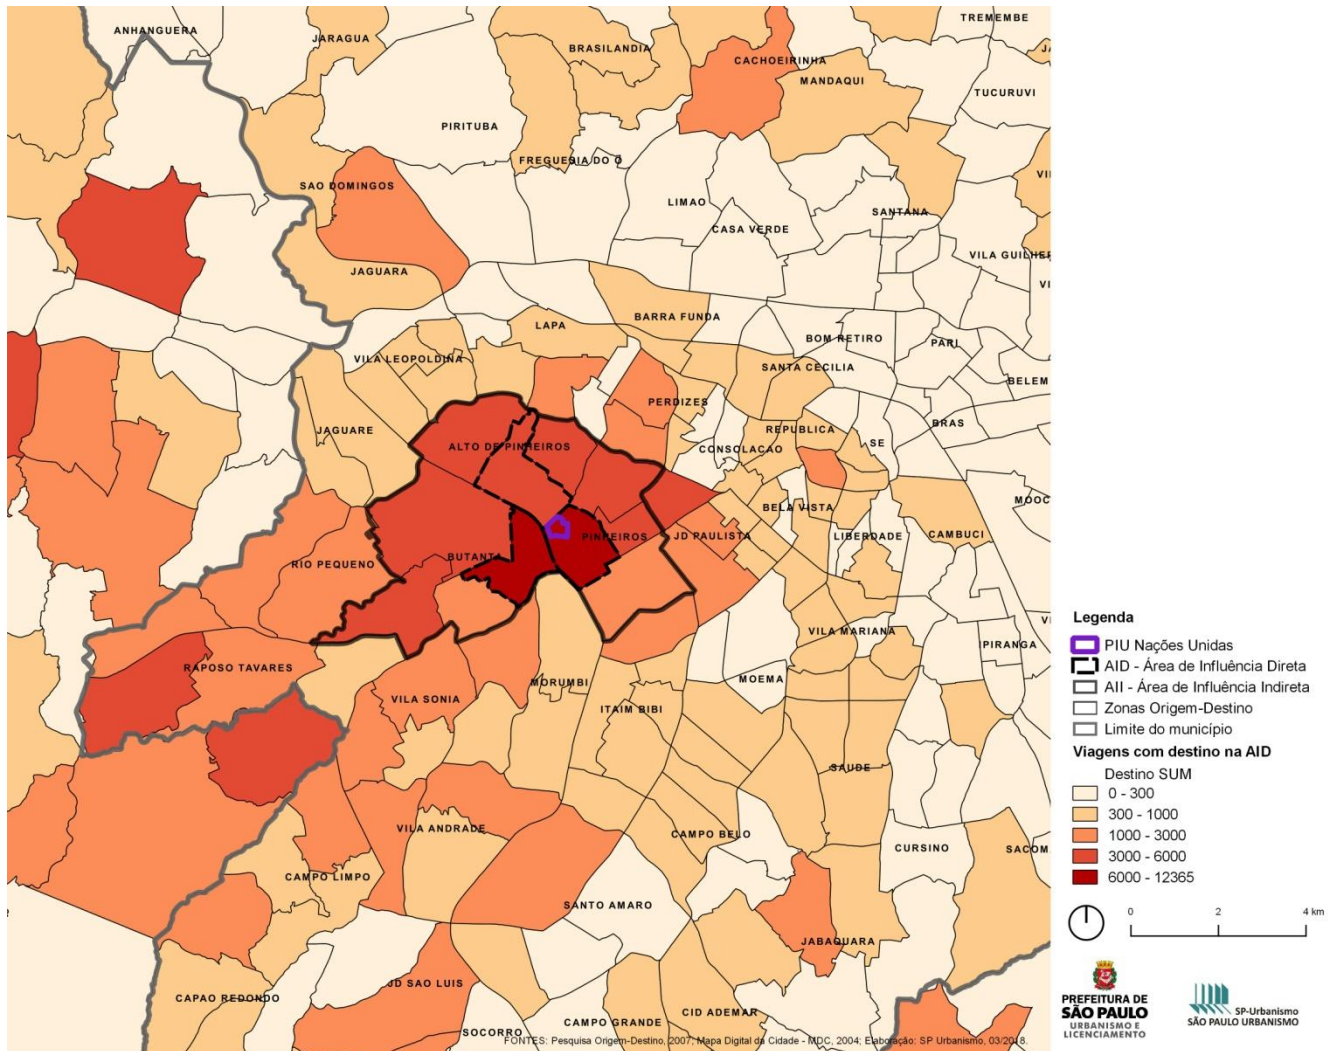 ANHANGUERA
JARAGUA
BRASILANDIA
TREMEMBE
CACHOEIRINHA
MANDAQUI
TUCURUVI
PIRITUBA
FREGUESIA DO Ó
SAO DOMINGOS
LIMAO
SANTANA
CASA VERDE
VILA GUILHER
JAGUARA
BARRA FUNDA
LAPA
BOM RETIRO
PARI
VILA LEOPOLDINA
SANTA CECILIA
BELEM
PERDIZES
BRAS
JAGUARE
REPUBLICA
SE
ALTO DE PINHEIROS
CONSOLACAO
MOOC
BELA VISTA
PINHEIROS
JD PAULISTA
LIBERDADE
CAMBUCI
BUTANTA
RIO PEQUENO
VILA MARIANA
IPIRANGA
RAPOSO TAVARES
MOEMA
MORUMBI
VILA SONIA
ITAIM BIBI
SAUDE
VILA ANDRADE
CAMPO BELO
CURSINO
SACOM
CAMPO LIMPO
SANTO AMARO
JABAQUARA
JD SAO LUIS
CAPAO REDONDO
SOCORRO
CAMPO GRANDE
CID ADEMAR
FONTES: Pesquisa Origem-Destino, 2007; Mapa Digital da Cidade - MDC, 2004; Elaboração: SP Urbanismo, 03/2018.
Legenda
PIU Nações Unidas
AID - Área de Influência Direta
AII - Área de Influência Indireta
Zonas Origem-Destino
Limite do município
Viagens com destino na AID
Destino SUM
0 - 300
300 - 1000
1000 - 3000
3000 - 6000
6000 - 12365
0 2 4 km
PREFEITURA DE
SÃO PAULO
URBANISMO E
LICENCIAMENTO
SP-Urbanismo
SÃO PAULO URBANISMO